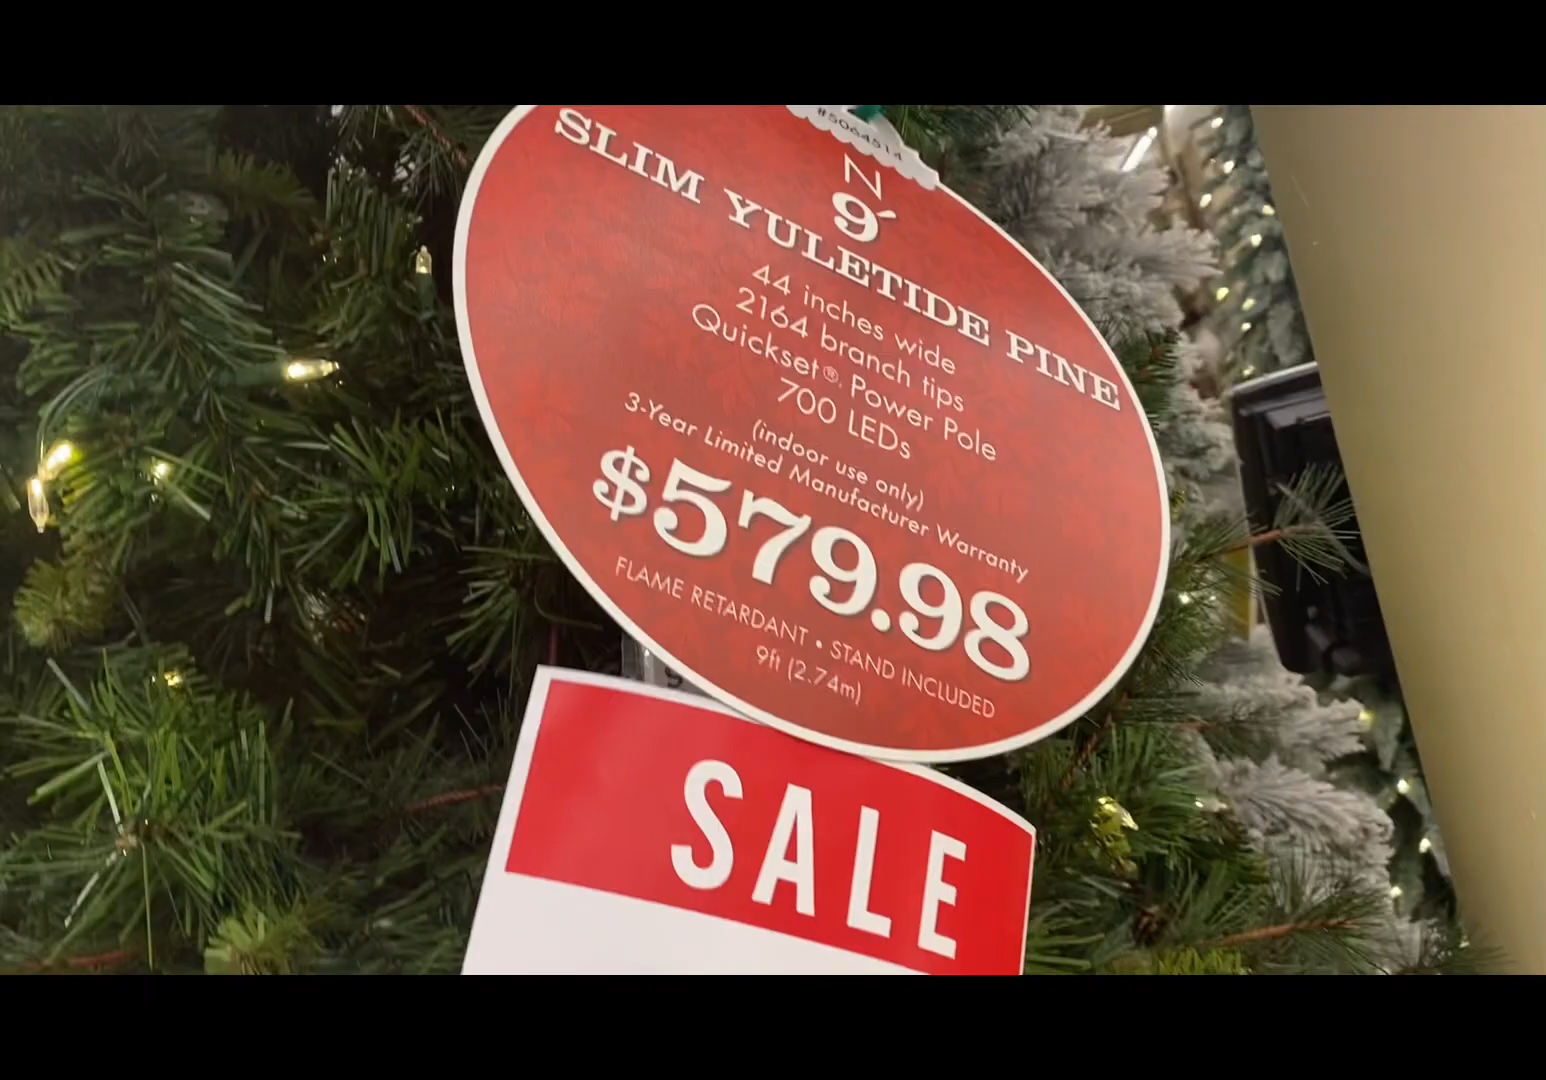 #5064514
N
9'
SLIM YULETIDE PINE
44 inches wide
2164 branch tips
Quickset®, Power Pole
700 LEDs
(indoor use only)
3-Year Limited Manufacturer Warranty
$579.98
FLAME RETARDANT • STAND INCLUDED
9ft (2.74m)
9
SALE